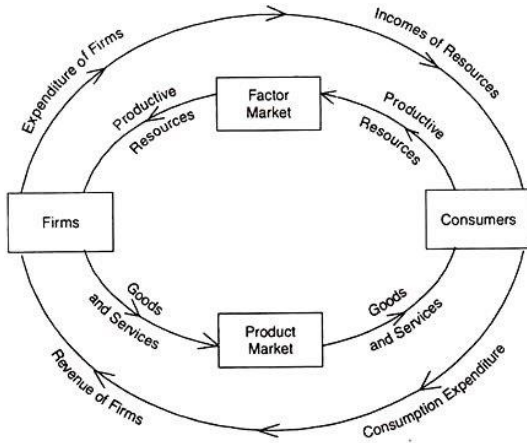 Expenditure of Firms
Incomes of Resources
Productive
Resources
Factor
Market
Productive
Resources
Firms
Consumers
Goods
and Services
Product
Market
Goods
and Services
Revenue of Firms
Consumption Expenditure